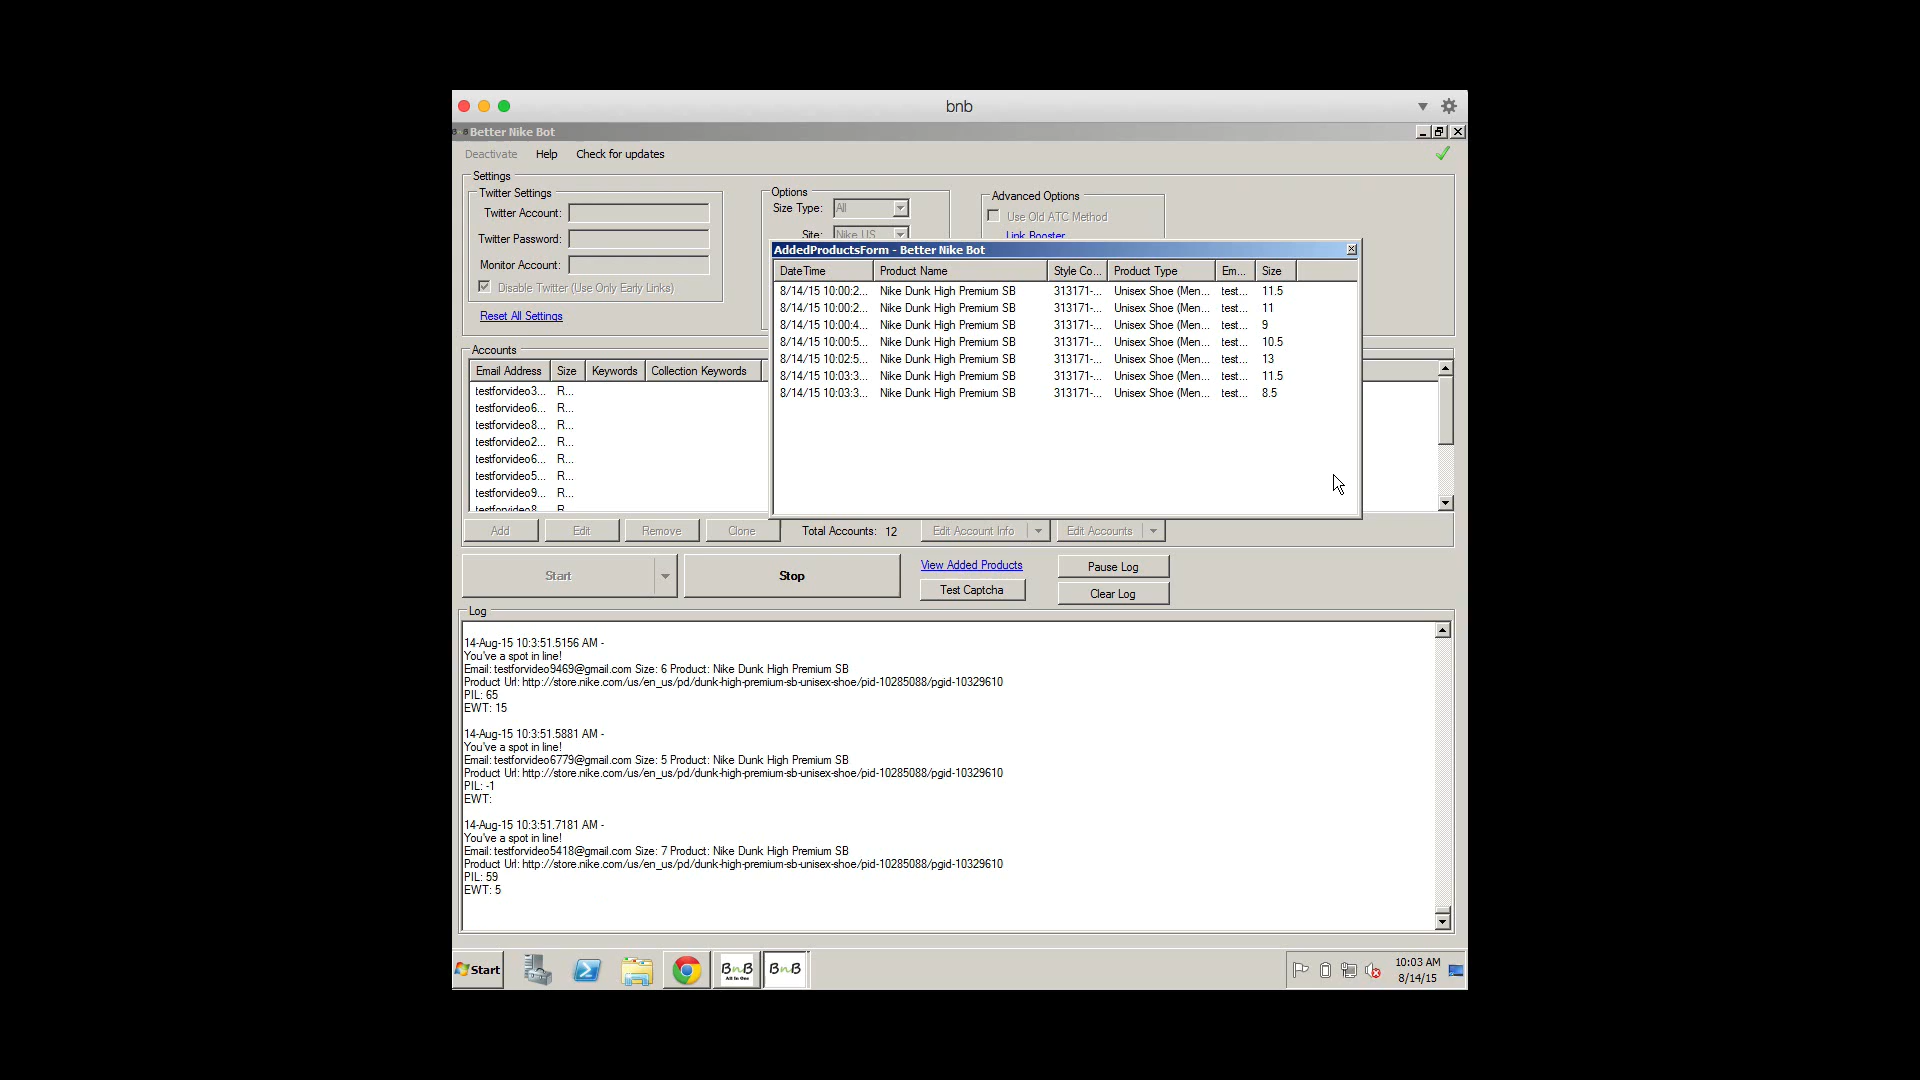 bnb
Better Nike Bot
Deactivate Help Check for updates
Settings
Twitter Settings
Twitter Account:
Twitter Password:
Monitor Account:
Disable Twitter (Use Only Early Links)
Reset All Settings
Options
Size Type: All
Site: Nike US
Advanced Options
Use Old ATC Method
Link Booster
AddedProductsForm - Better Nike Bot
DateTime Product Name Style Co... Product Type Em... Size
8/14/15 10:00:2... Nike Dunk High Premium SB 313171-... Unisex Shoe (Men... test... 11.5
8/14/15 10:00:2... Nike Dunk High Premium SB 313171-... Unisex Shoe (Men... test... 11
8/14/15 10:00:4... Nike Dunk High Premium SB 313171-... Unisex Shoe (Men... test... 9
8/14/15 10:00:5... Nike Dunk High Premium SB 313171-... Unisex Shoe (Men... test... 10.5
8/14/15 10:02:5... Nike Dunk High Premium SB 313171-... Unisex Shoe (Men... test... 13
8/14/15 10:03:3... Nike Dunk High Premium SB 313171-... Unisex Shoe (Men... test... 11.5
8/14/15 10:03:3... Nike Dunk High Premium SB 313171-... Unisex Shoe (Men... test... 8.5
Accounts
Email Address Size Keywords Collection Keywords
testforvideo3... R...
testforvideo6... R...
testforvideo8... R...
testforvideo2... R...
testforvideo6... R...
testforvideo5... R...
testforvideo9... R...
testforvideo8... R...
Add Edit Remove Clone Total Accounts: 12 Edit Account Info Edit Accounts
Start Stop View Added Products Pause Log
Test Captcha Clear Log
Log
14-Aug-15 10:3:51.5156 AM -
You've a spot in line!
Email: testforvideo9469@gmail.com Size: 6 Product: Nike Dunk High Premium SB
Product Url: http://store.nike.com/us/en_us/pd/dunk-high-premium-sb-unisex-shoe/pid-10285088/pgid-10329610
PIL: 65
EWT: 15
14-Aug-15 10:3:51.5881 AM -
You've a spot in line!
Email: testforvideo6779@gmail.com Size: 5 Product: Nike Dunk High Premium SB
Product Url: http://store.nike.com/us/en_us/pd/dunk-high-premium-sb-unisex-shoe/pid-10285088/pgid-10329610
PIL: -1
EWT:
14-Aug-15 10:3:51.7181 AM -
You've a spot in line!
Email: testforvideo5418@gmail.com Size: 7 Product: Nike Dunk High Premium SB
Product Url: http://store.nike.com/us/en_us/pd/dunk-high-premium-sb-unisex-shoe/pid-10285088/pgid-10329610
PIL: 59
EWT: 5
Start BnB All In One BnB 10:03 AM
8/14/15